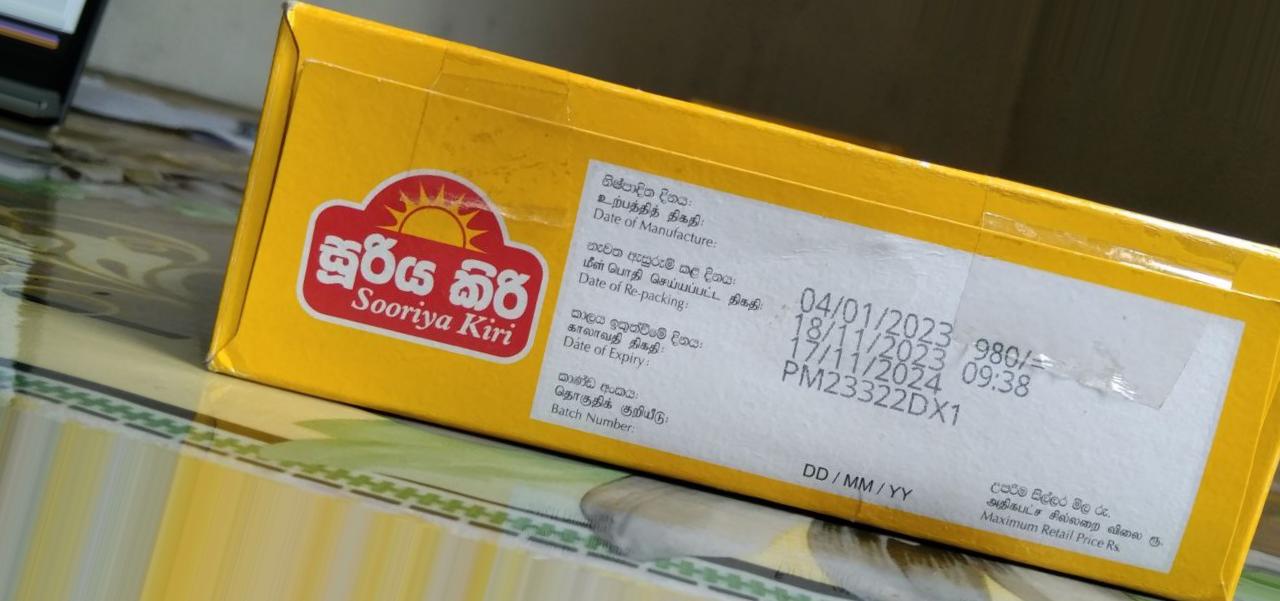 සූරිය කිරි
Sooriya Kiri
නිෂ්පාදිත දිනය:
உற்பத்தித் திகதி:
Date of Manufacture:
නැවත ඇසුරුම් කළ දිනය:
மீள் பொதி செய்யப்பட்ட திகதி:
Date of Re-packing:
කාලය ඉකුත්වීමේ දිනය:
காலாவதி திகதி:
Date of Expiry:
කාණ්ඩ අංකය:
தொகுதிக் குறியீடு:
Batch Number:
04/01/2023
18/11/2023 980/=
17/11/2024 09:38
PM23322DX1
DD / MM / YY
උපරිම සිල්ලර මිල රු.
அதிகபட்ச சில்லறை விலை ரூ.
Maximum Retail Price Rs.